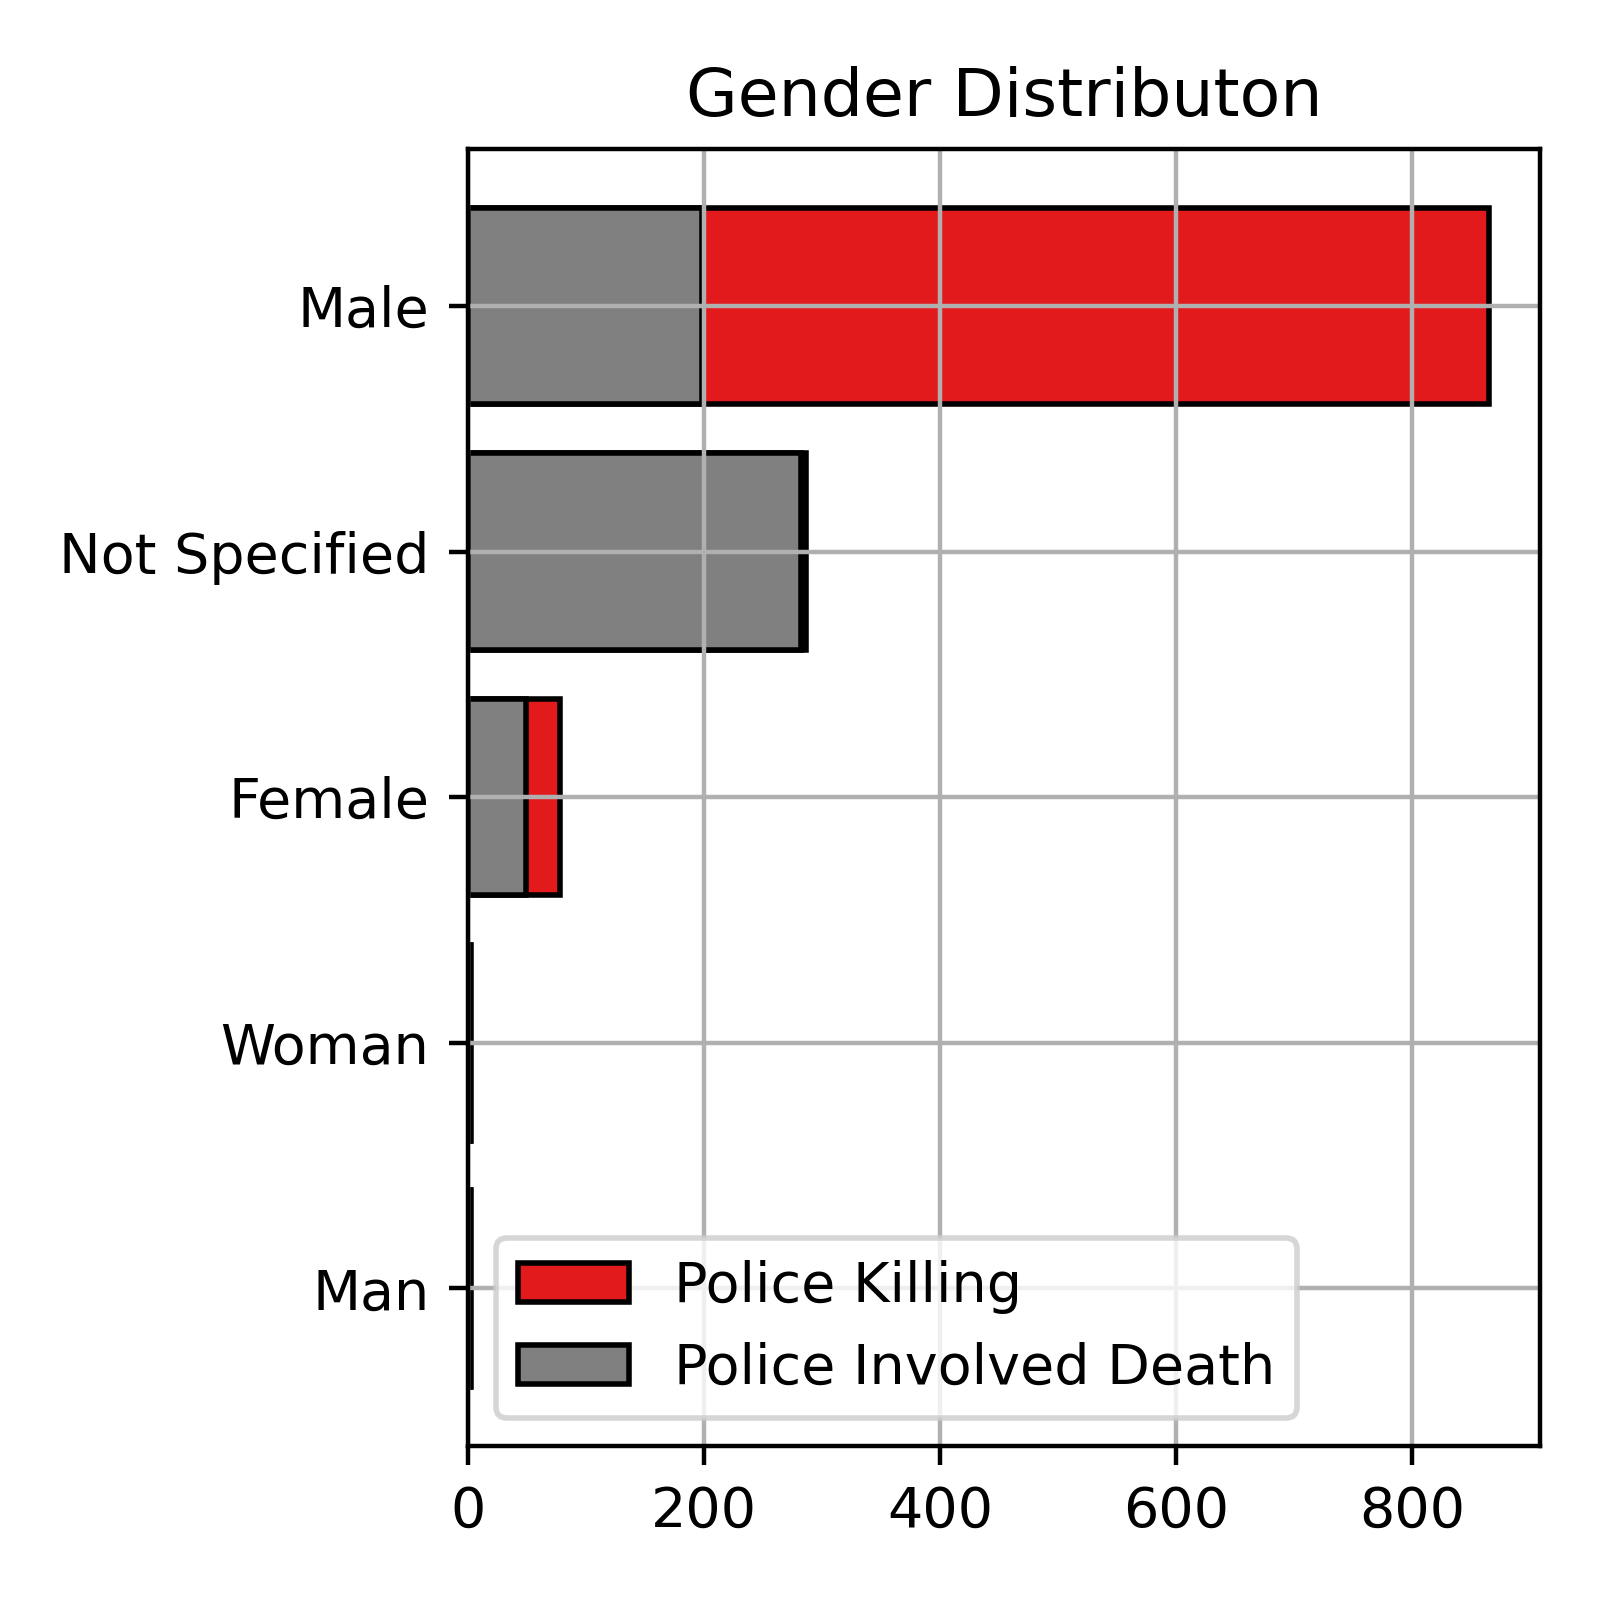 Gender Distributon
Male
Not Specified
Female
Woman
Man
Police Killing
Police Involved Death
0 200 400 600 800